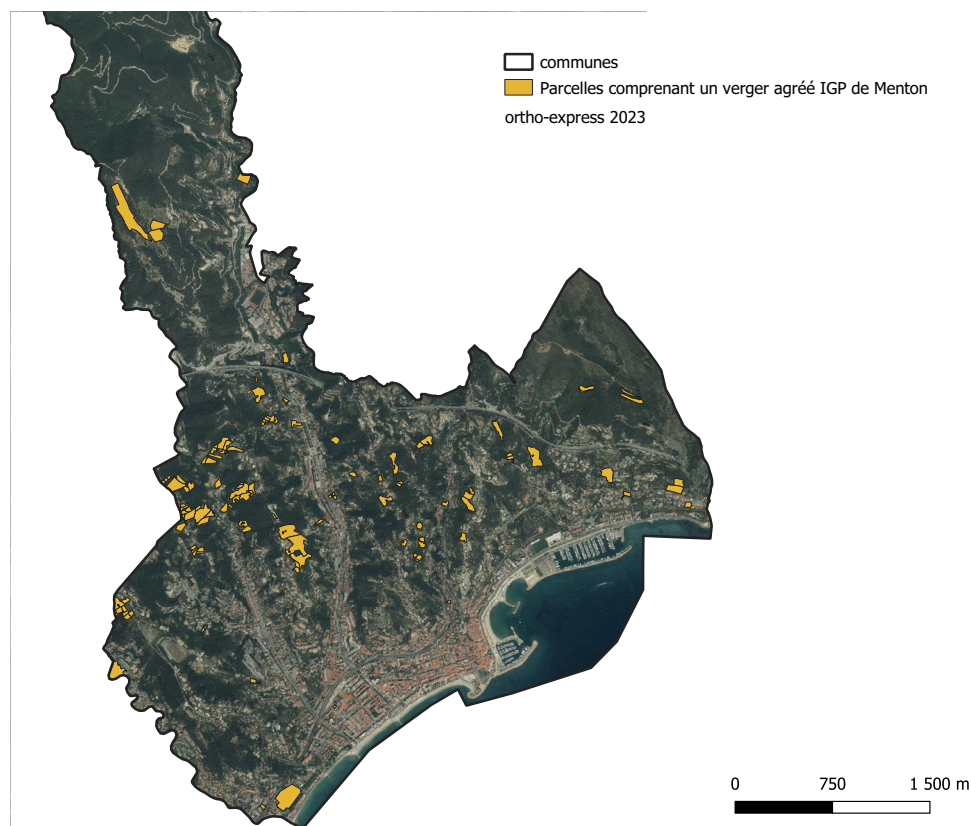 communes
Parcelles comprenant un verger agréé IGP de Menton
ortho-express 2023
0 750 1 500 m